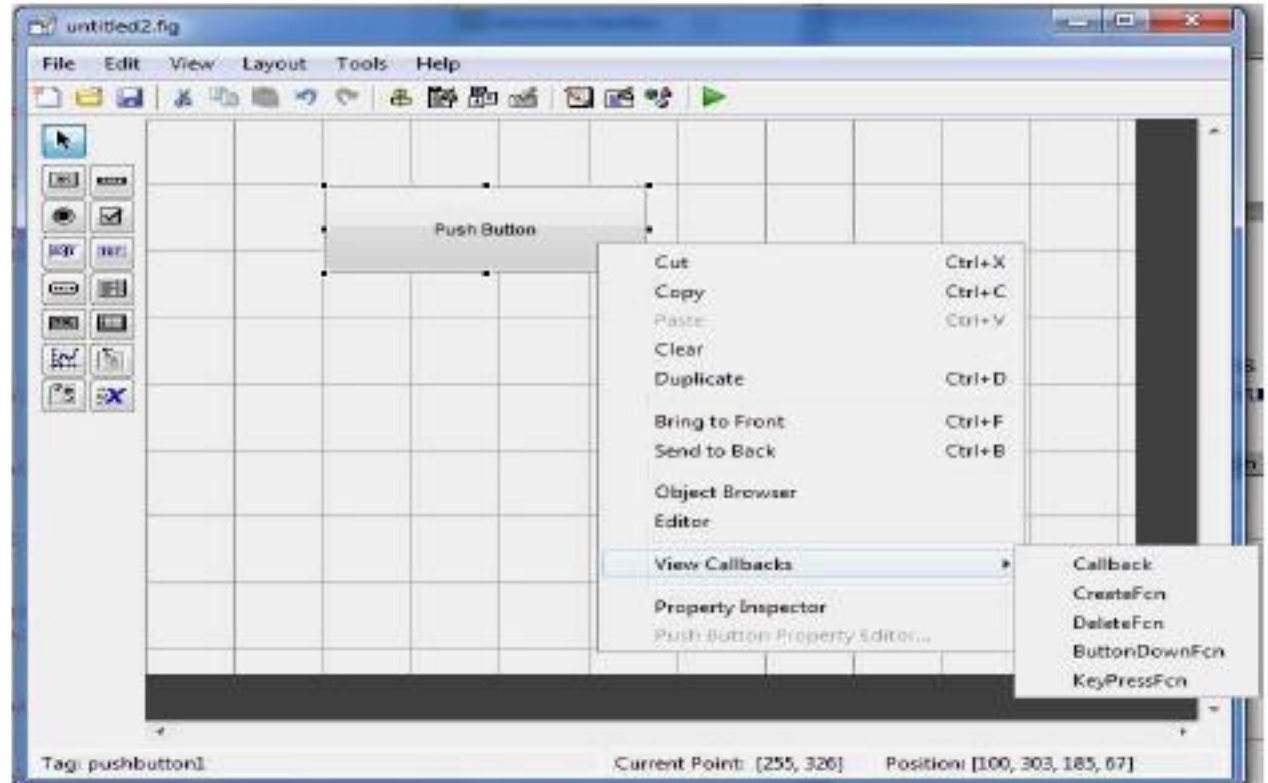 untitled2.fig
File Edit View Layout Tools Help
Push Button
Cut Ctrl+X
Copy Ctrl+C
Paste Ctrl+V
Clear
Duplicate Ctrl+D
Bring to Front Ctrl+F
Send to Back Ctrl+B
Object Browser
Editor
View Callbacks
Callback
CreateFcn
DeleteFcn
ButtonDownFcn
KeyPressFcn
Property Inspector
Push Button Property Editor...
Tag: pushbutton1 Current Point: [255, 326] Position: [100, 303, 185, 67]